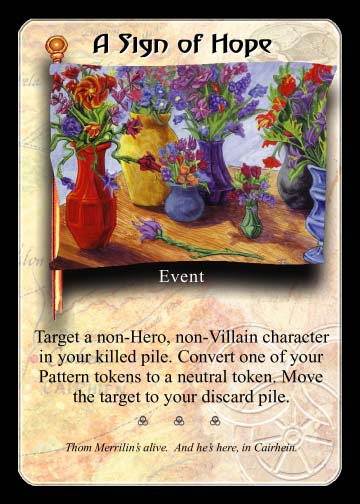 A Sign of Hope
Event
Target a non-Hero, non-Villain character
in your killed pile. Convert one of your
Pattern tokens to a neutral token. Move
the target to your discard pile.
Thom Merrilin's alive. And he's here, in Cairhein.